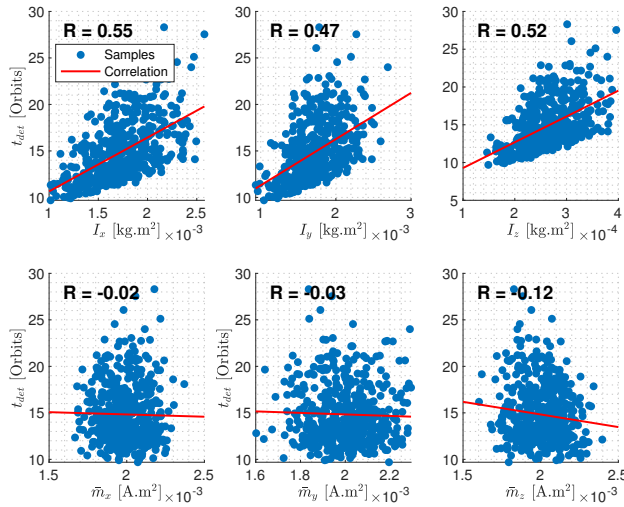 R = 0.55
R = 0.47
R = 0.52
Samples
Correlation
t_det [Orbits]
30
25
20
15
10
1 1.5 2 2.5
I_x [kg.m²] ×10⁻³
30
25
20
15
10
1 2 3
I_y [kg.m²] ×10⁻³
30
25
20
15
10
5
1 2 3 4
I_z [kg.m²] ×10⁻⁴
R = -0.02
R = -0.03
R = -0.12
t_det [Orbits]
30
25
20
15
10
1.5 2 2.5
m̄_x [A.m²] ×10⁻³
t_det [Orbits]
30
25
20
15
10
1.6 1.8 2 2.2
m̄_y [A.m²] ×10⁻³
t_det [Orbits]
30
25
20
15
10
1.5 2 2.5
m̄_z [A.m²] ×10⁻³